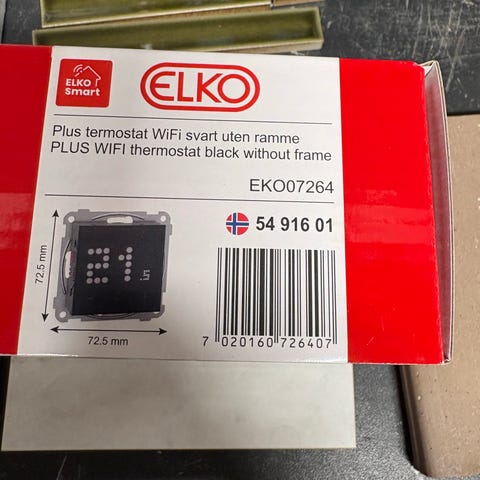 ELKO
Smart
ELKO
Plus termostat WiFi svart uten ramme
PLUS WIFI thermostat black without frame
EKO07264
54 916 01
72.5 mm
72.5 mm
7 020160 726407